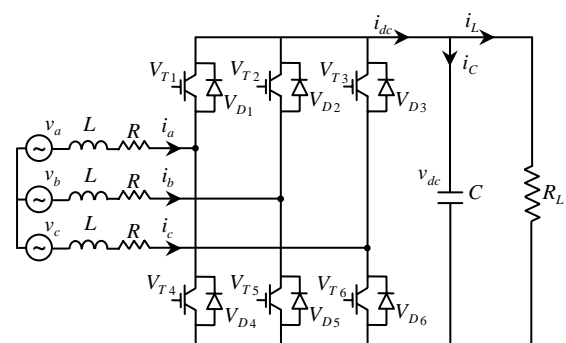 i_dc
i_L
i_C
V_T1
V_T2
V_T3
V_D1
V_D2
V_D3
v_a
L
R
i_a
v_b
L
R
i_b
v_c
L
R
i_c
v_dc
C
R_L
V_T4
V_T5
V_T6
V_D4
V_D5
V_D6